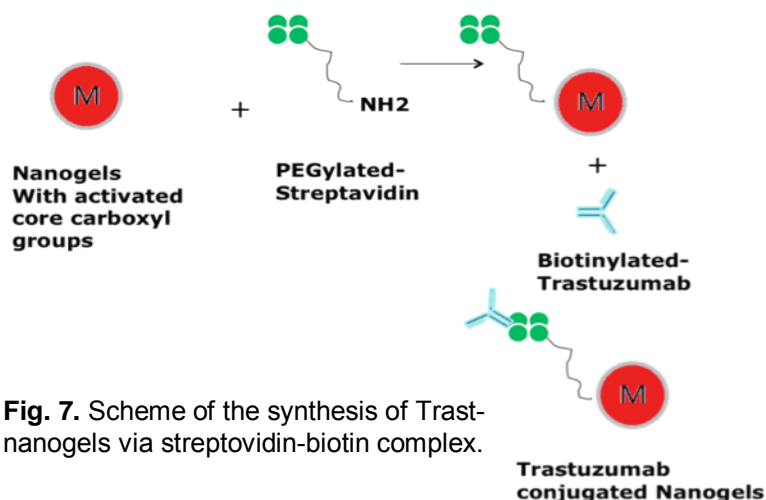 M
+
NH2
M
Nanogels
With activated
core carboxyl
groups
PEGylated-
Streptavidin
+
Biotinylated-
Trastuzumab
M
Fig. 7. Scheme of the synthesis of Trast-
nanogels via streptovidin-biotin complex.
Trastuzumab
conjugated Nanogels